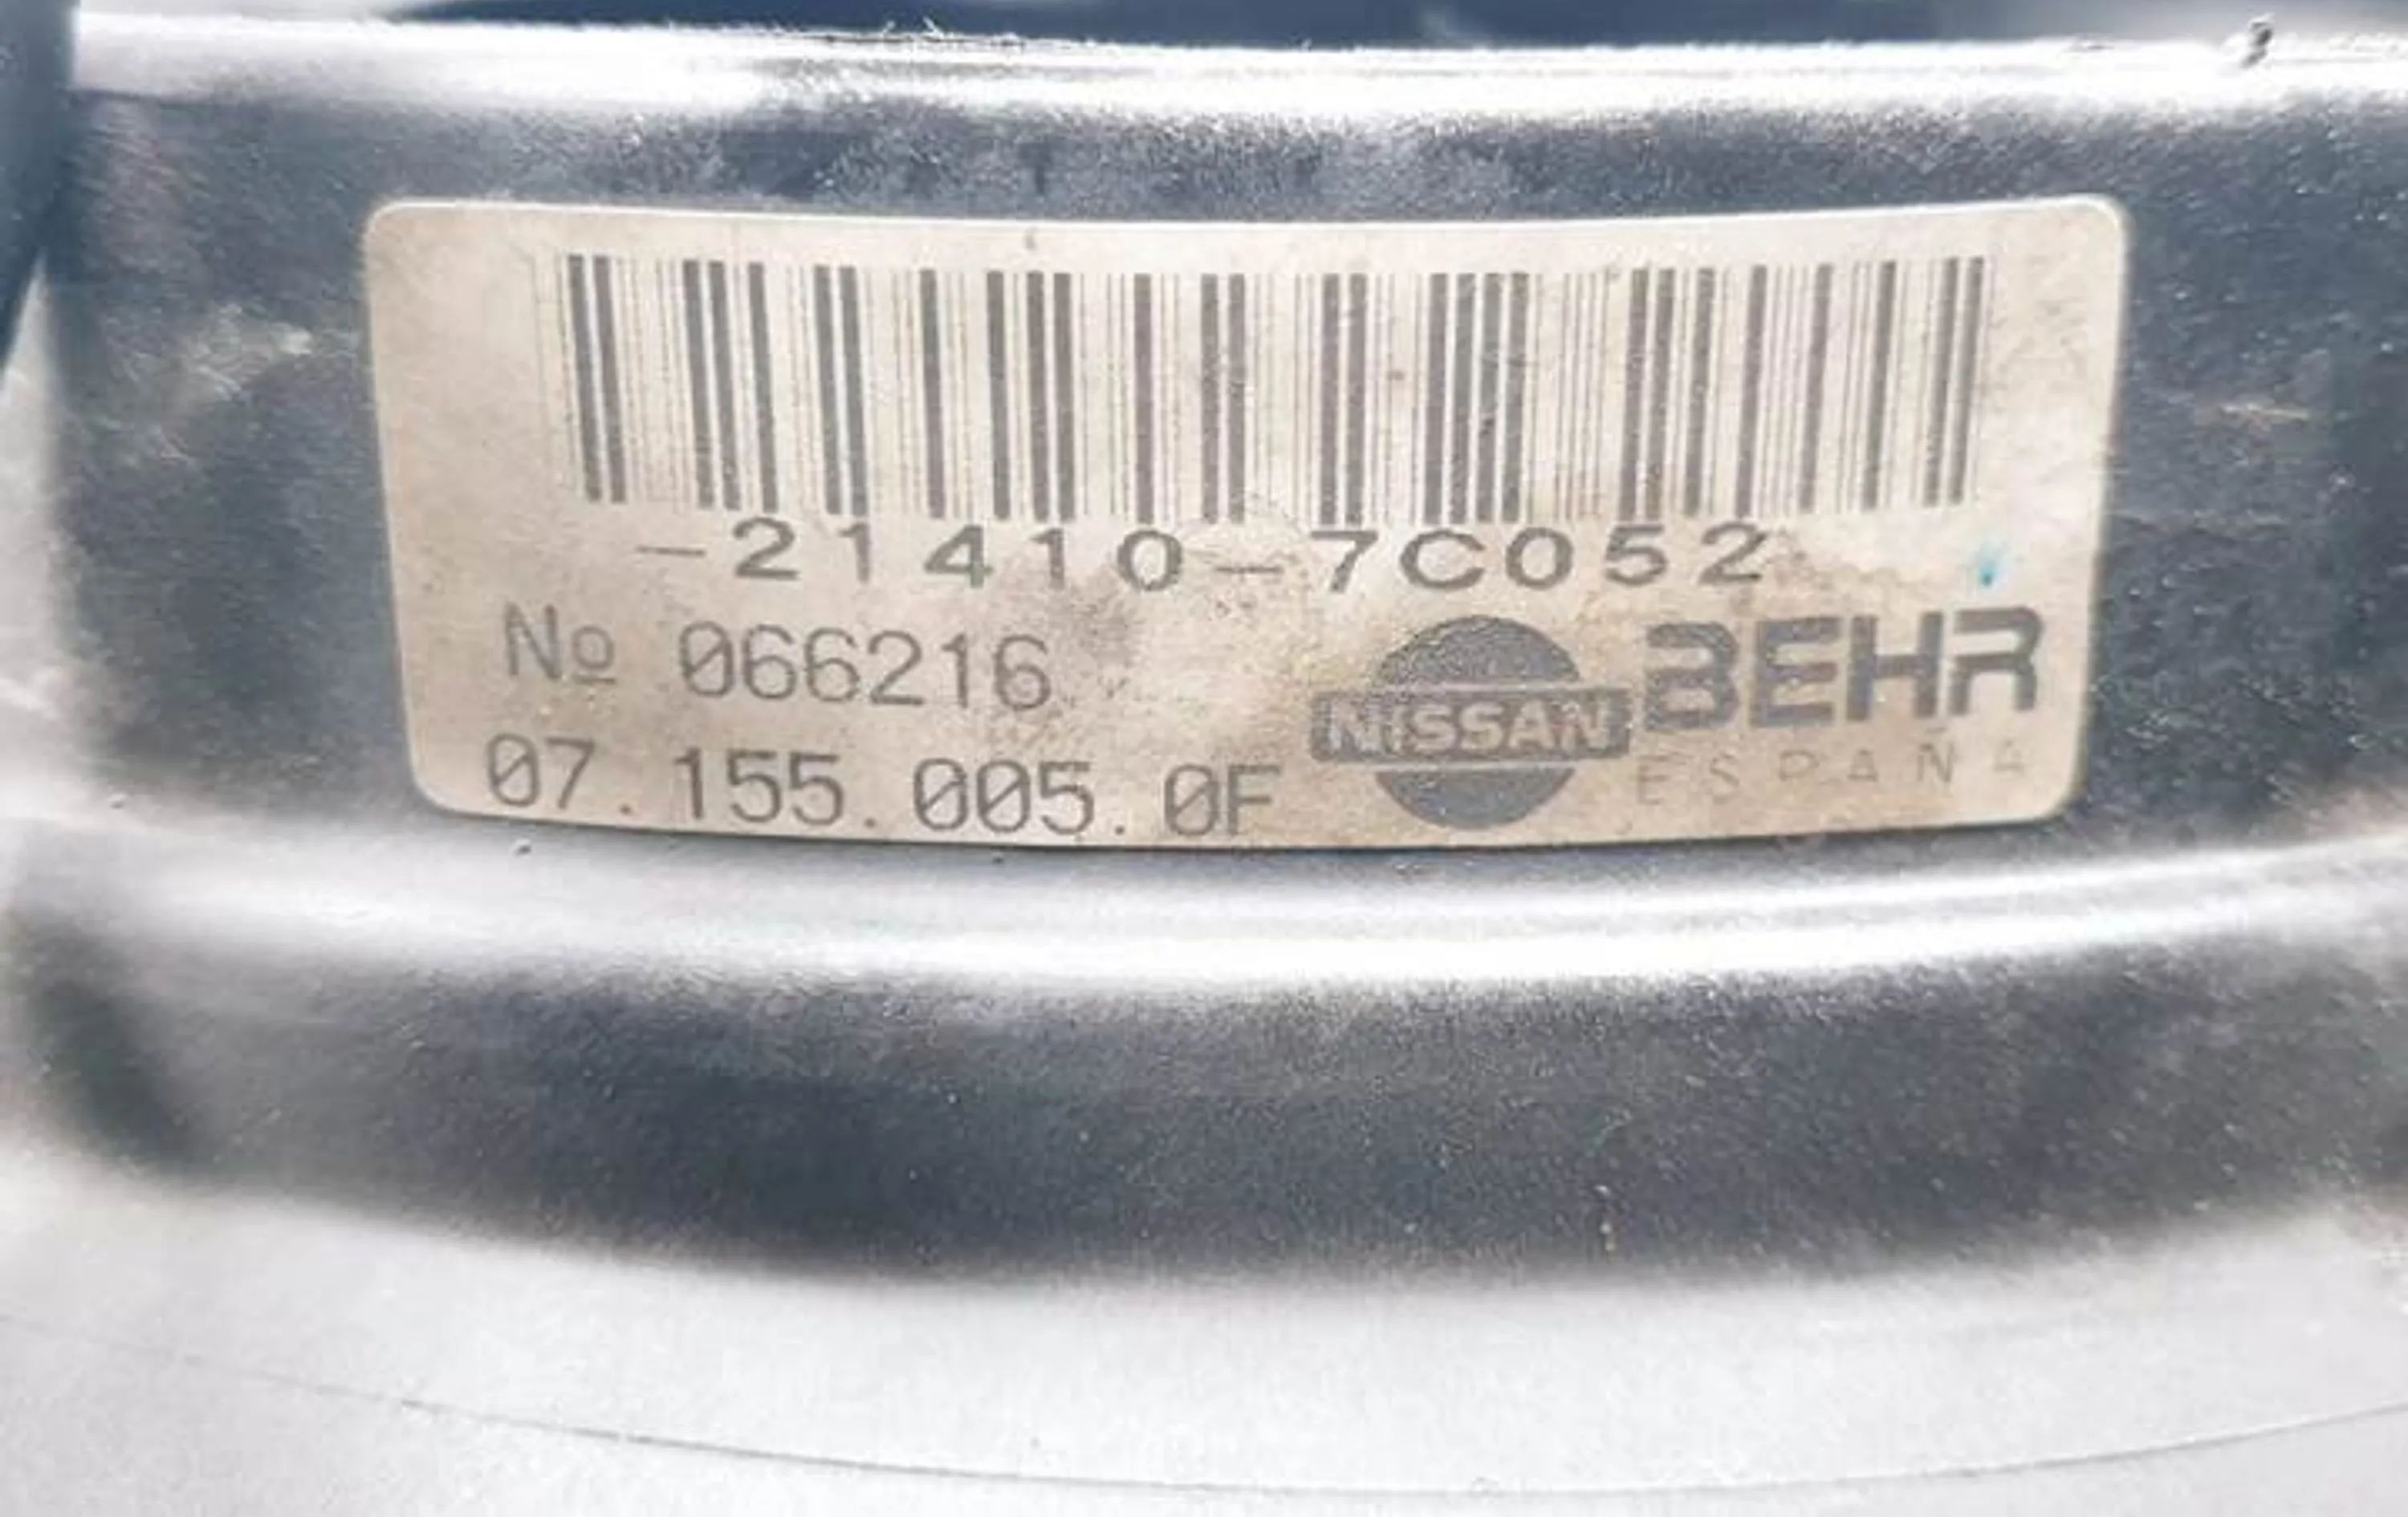 -21410-7C052
No 066216
NISSAN
BEHR
ESPAÑA
07.155.005.0F